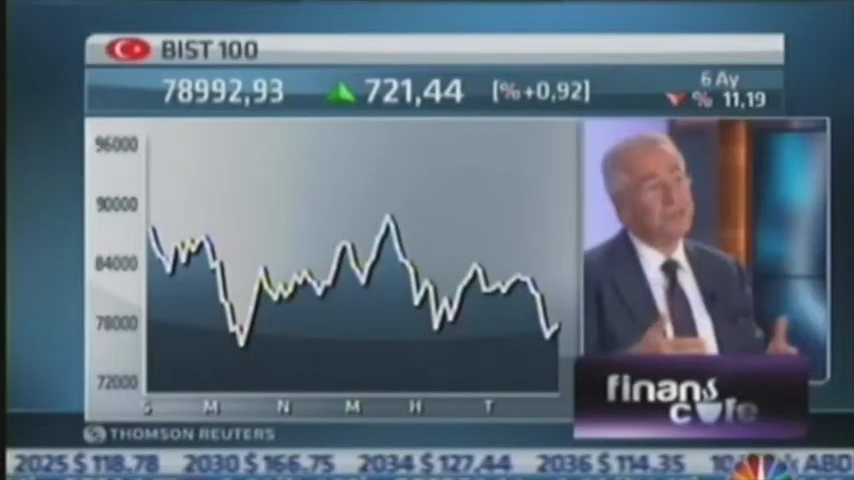 BIST 100
78992,93 721,44 [%+0,92]
6 Ay
% 11,19
96000
90000
84000
78000
72000
Ş M N M H T
THOMSON REUTERS
finans
cafe
2025 $ 118.78 2030 $ 166.75 2034 $ 127.44 2036 $ 114.35 ABD